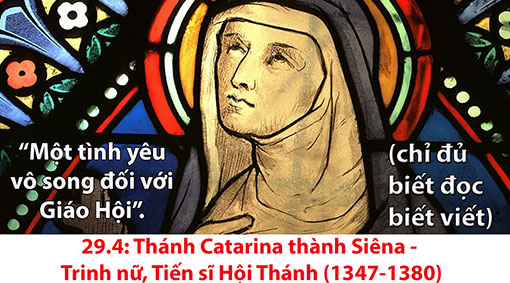 “Một tình yêu
vô song đối với
Giáo Hội”.
(chỉ đủ
biết đọc
biết viết)
29.4: Thánh Catarina thành Siêna -
Trinh nữ, Tiến sĩ Hội Thánh (1347-1380)